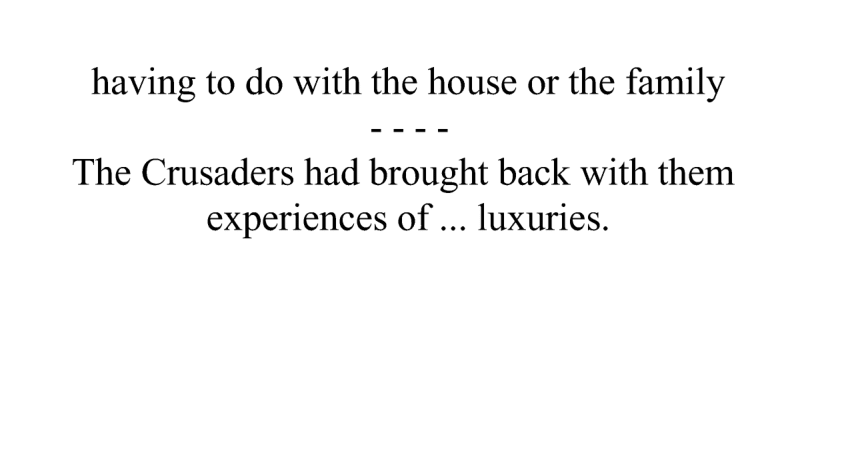 having to do with the house or the family
- - - -
The Crusaders had brought back with them
experiences of ... luxuries.